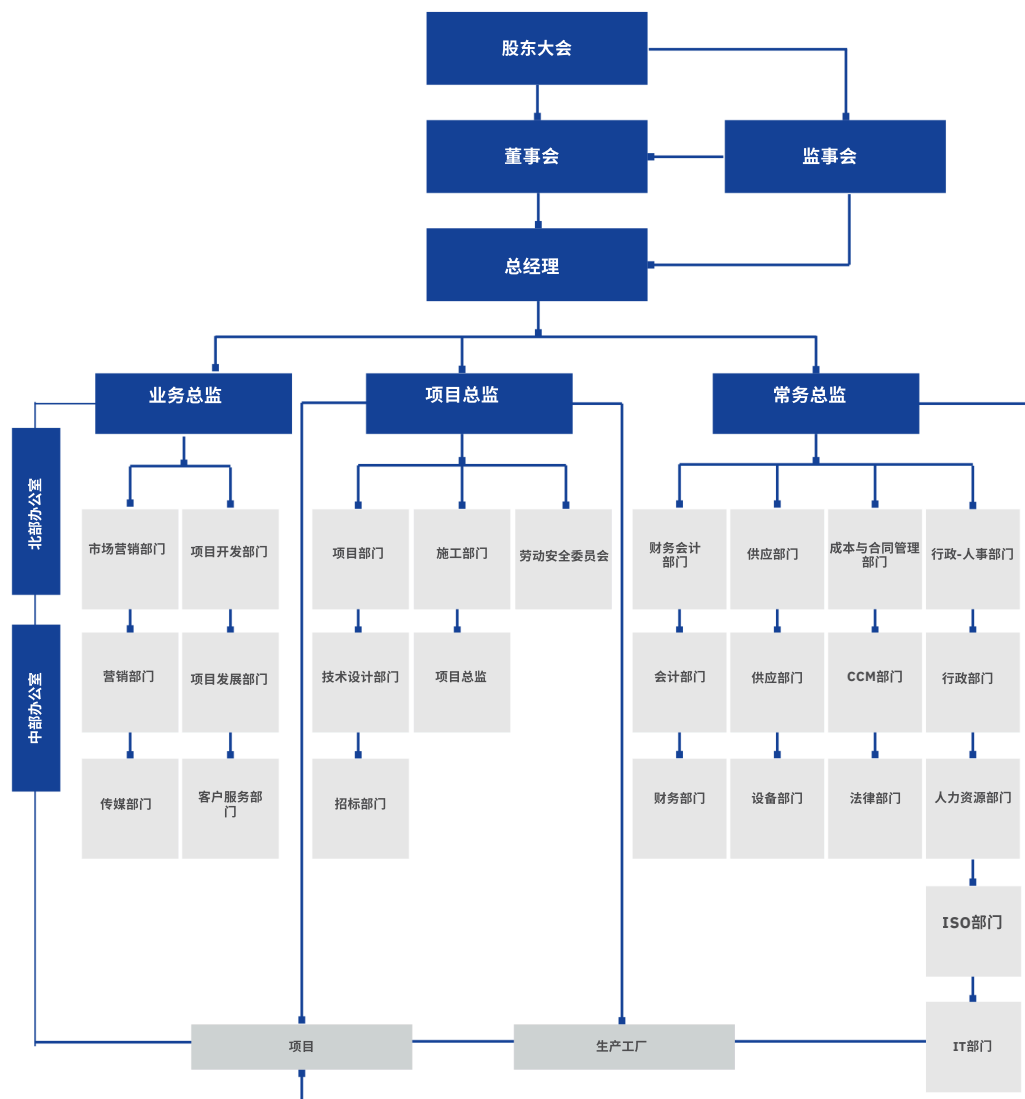 股东大会
董事会
监事会
总经理
业务总监
项目总监
常务总监
北部办公室
中部办公室
市场营销部门
项目开发部门
项目部门
施工部门
劳动安全委员会
财务会计
部门
供应部门
成本与合同管理
部门
行政-人事部门
营销部门
项目发展部门
技术设计部门
项目总监
会计部门
供应部门
CCM部门
行政部门
传媒部门
客户服务部
门
招标部门
财务部门
设备部门
法律部门
人力资源部门
ISO部门
项目
生产工厂
IT部门